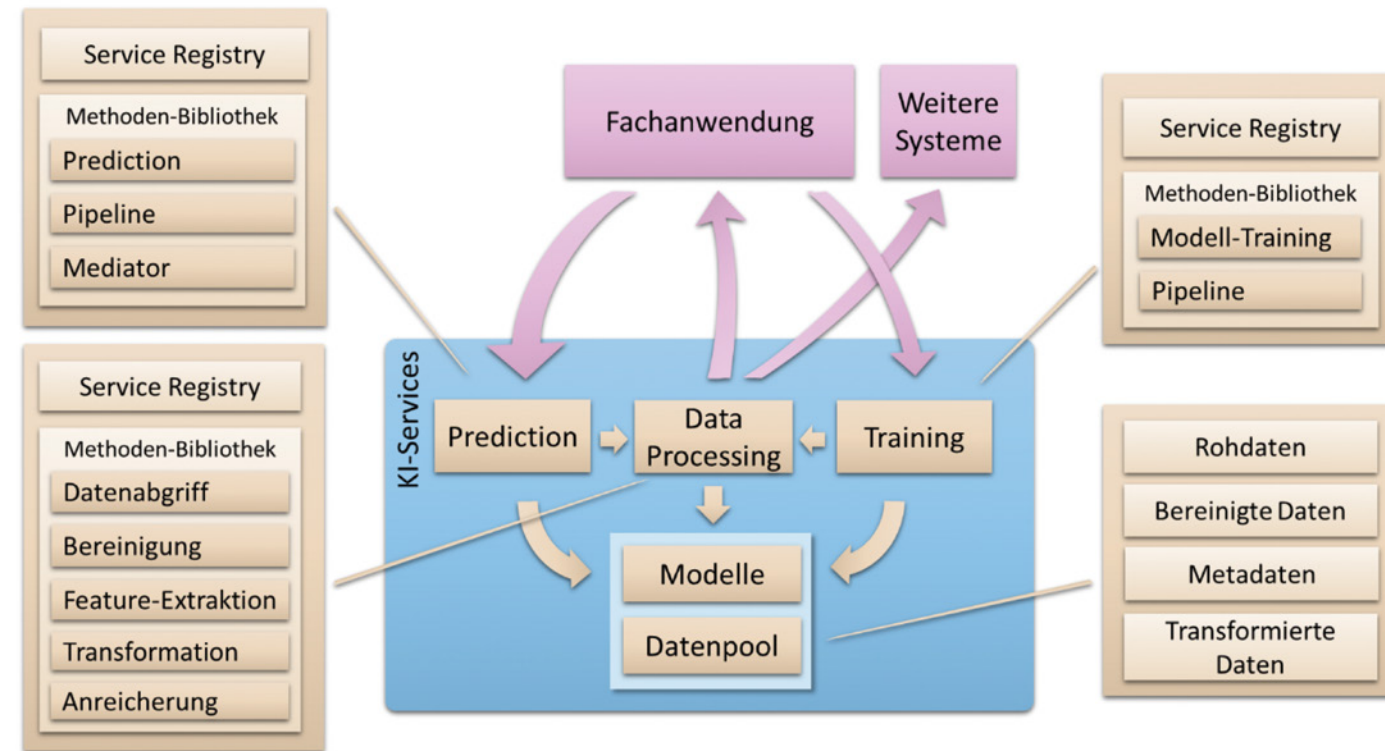 Service Registry
Methoden-Bibliothek
Prediction
Pipeline
Mediator
Service Registry
Methoden-Bibliothek
Datenabgriff
Bereinigung
Feature-Extraktion
Transformation
Anreicherung
Fachanwendung
Weitere
Systeme
KI-Services
Prediction
Data
Processing
Training
Modelle
Datenpool
Service Registry
Methoden-Bibliothek
Modell-Training
Pipeline
Rohdaten
Bereinigte Daten
Metadaten
Transformierte
Daten